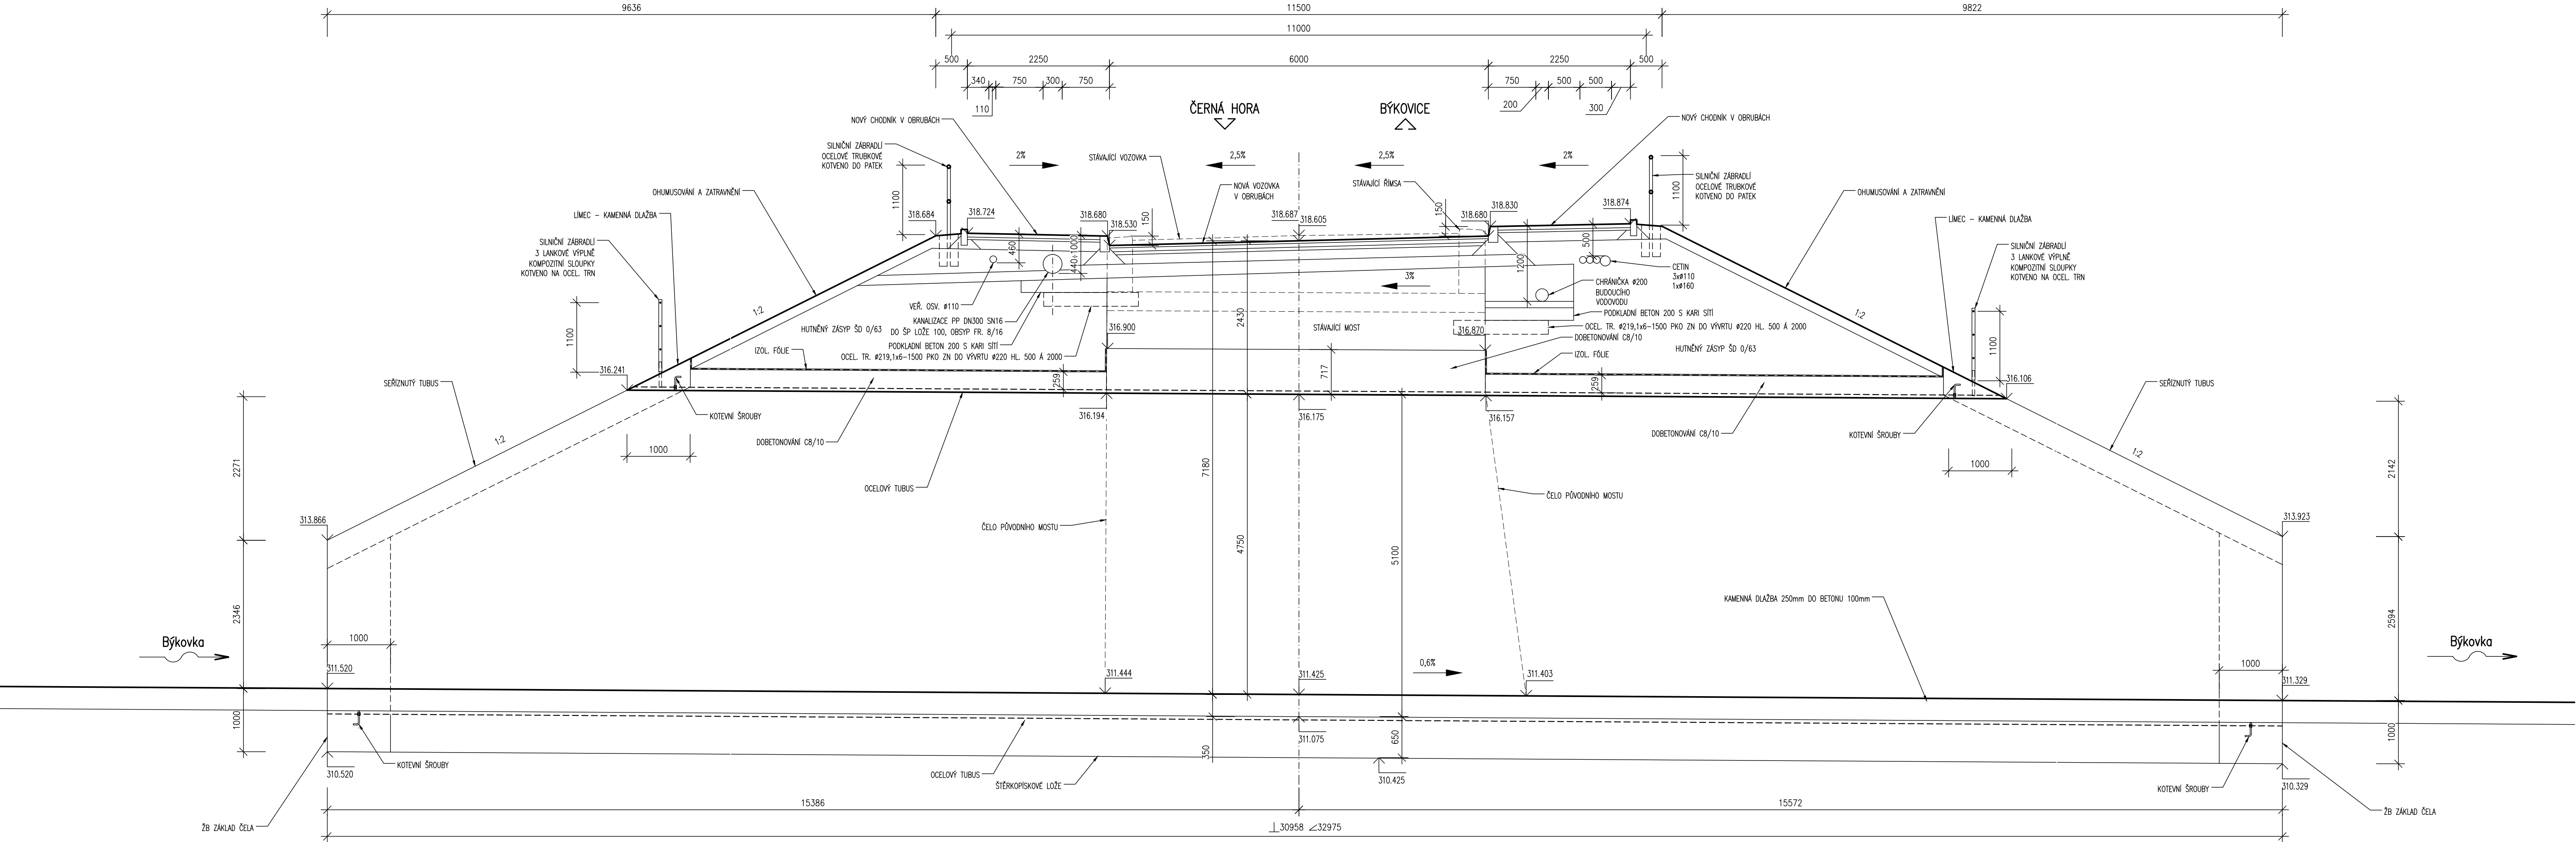 9636
11500
9822
11000
500
2250
6000
2250
500
340
750
300
750
110
750
500
500
200
300
ČERNÁ HORA
BÝKOVICE
NOVÝ CHODNÍK V OBRUBÁCH
NOVÝ CHODNÍK V OBRUBÁCH
SILNIČNÍ ZÁBRADLÍ
OCELOVÉ TRUBKOVÉ
KOTVENO DO PATEK
2%
STÁVAJÍCÍ VOZOVKA
2,5%
2,5%
2%
NOVÁ VOZOVKA
V OBRUBÁCH
STÁVAJÍCÍ ŘÍMSA
SILNIČNÍ ZÁBRADLÍ
OCELOVÉ TRUBKOVÉ
KOTVENO DO PATEK
OHUMUSOVÁNÍ A ZATRAVNĚNÍ
OHUMUSOVÁNÍ A ZATRAVNĚNÍ
1100
1100
LÍMEC - KAMENNÁ DLAŽBA
LÍMEC - KAMENNÁ DLAŽBA
318.684
318.724
318.680
318.530
150
318.687
318.605
150
318.680
318.830
318.874
SILNIČNÍ ZÁBRADLÍ
3 LANKOVÉ VÝPLNĚ
KOMPOZITNÍ SLOUPKY
KOTVENO NA OCEL. TRN
SILNIČNÍ ZÁBRADLÍ
3 LANKOVÉ VÝPLNĚ
KOMPOZITNÍ SLOUPKY
KOTVENO NA OCEL. TRN
460
440÷1000
500
1200
3%
CETIN
3xø110
1xø160
CHRÁNIČKA ø200
BUDOUCÍHO
VODOVODU
1:2
1:2
VEŘ. OSV. ø110
KANALIZACE PP DN300 SN16
DO ŠP LOŽE 100, OBSYP FR. 8/16
HUTNĚNÝ ZÁSYP ŠD 0/63
PODKLADNÍ BETON 200 S KARI SÍTÍ
OCEL. TR. ø219,1x6-1500 PKO ZN DO VÝVRTU ø220 HL. 500 Á 2000
IZOL. FÓLIE
2430
316.900
STÁVAJÍCÍ MOST
316.870
PODKLADNÍ BETON 200 S KARI SÍTÍ
OCEL. TR. ø219,1x6-1500 PKO ZN DO VÝVRTU ø220 HL. 500 Á 2000
DOBETONOVÁNÍ C8/10
IZOL. FÓLIE
HUTNĚNÝ ZÁSYP ŠD 0/63
1100
1100
316.241
259
717
259
316.106
SEŘÍZNUTÝ TUBUS
SEŘÍZNUTÝ TUBUS
KOTEVNÍ ŠROUBY
DOBETONOVÁNÍ C8/10
316.194
316.175
316.157
DOBETONOVÁNÍ C8/10
KOTEVNÍ ŠROUBY
1:2
1:2
1000
1000
2271
2142
7180
OCELOVÝ TUBUS
ČELO PŮVODNÍHO MOSTU
ČELO PŮVODNÍHO MOSTU
313.866
313.923
4750
5100
KAMENNÁ DLAŽBA 250mm DO BETONU 100mm
2346
2594
Býkovka
Býkovka
1000
1000
311.520
311.444
311.425
0,6%
311.403
311.329
1000
1000
311.075
350
650
KOTEVNÍ ŠROUBY
310.520
OCELOVÝ TUBUS
ŠTĚRKOPÍSKOVÉ LOŽE
310.425
KOTEVNÍ ŠROUBY
310.329
15386
15572
ŽB ZÁKLAD ČELA
ŽB ZÁKLAD ČELA
⊥30958 ∠32975